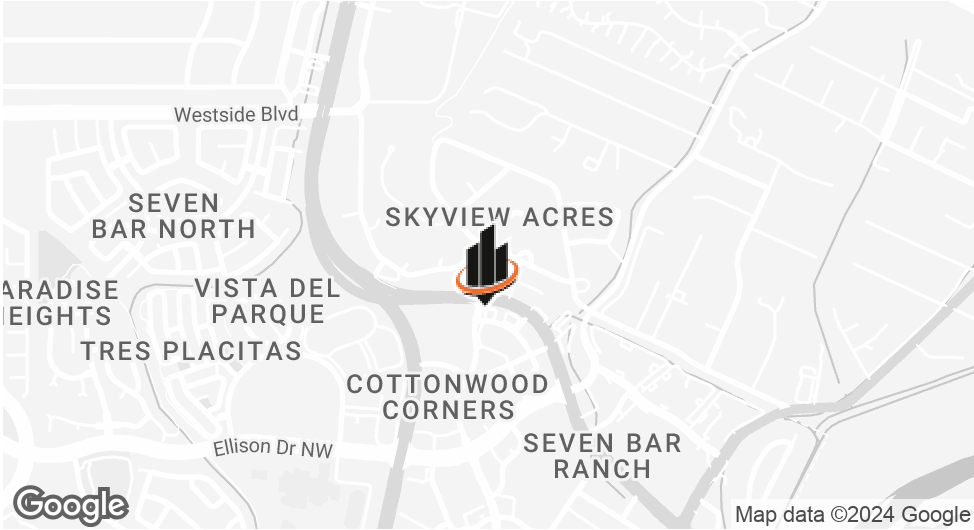 Westside Blvd
SEVEN
BAR NORTH
SKYVIEW ACRES
ARADISE
EIGHTS
VISTA DEL
PARQUE
TRES PLACITAS
COTTONWOOD
CORNERS
Ellison Dr NW
SEVEN BAR
RANCH
Google
Map data ©2024 Google